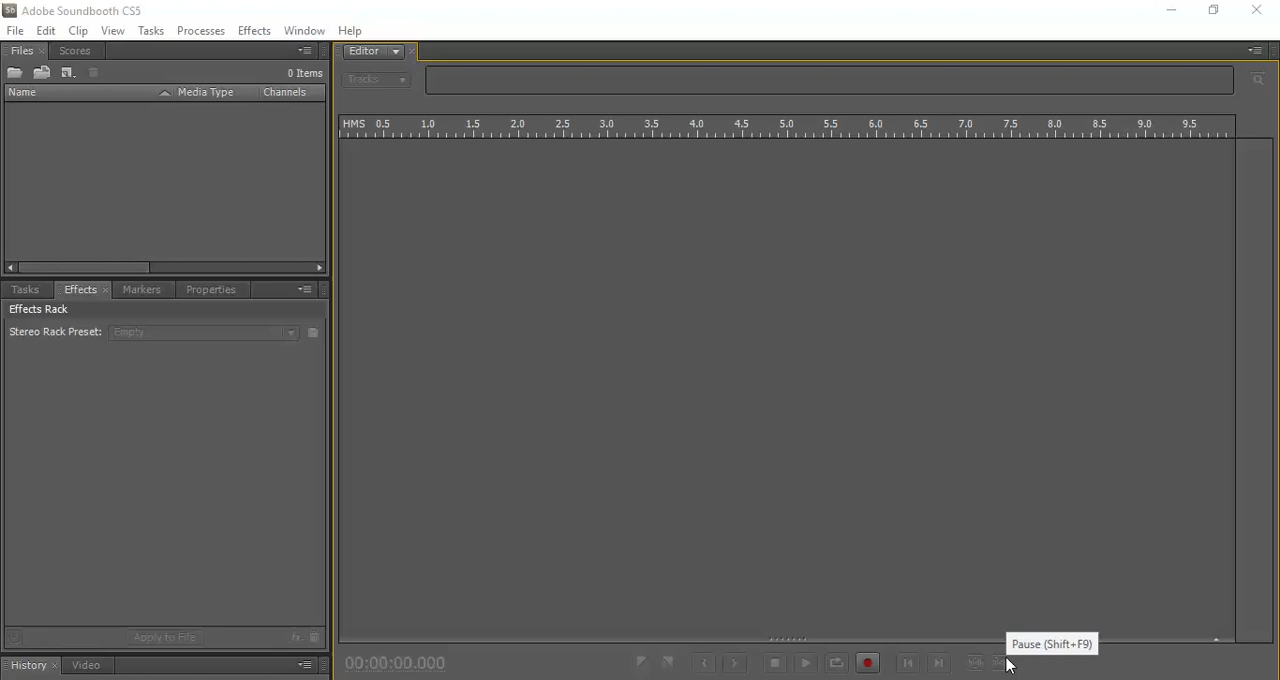 Sb Adobe Soundbooth CS5
File Edit Clip View Tasks Processes Effects Window Help
Files Scores
0 Items
Name Media Type Channels
Editor
Tracks
HMS 0.5 1.0 1.5 2.0 2.5 3.0 3.5 4.0 4.5 5.0 5.5 6.0 6.5 7.0 7.5 8.0 8.5 9.0 9.5
Tasks Effects Markers Properties
Effects Rack
Stereo Rack Preset: Empty
Apply to File fx
Pause (Shift+F9)
History Video
00:00:00.000